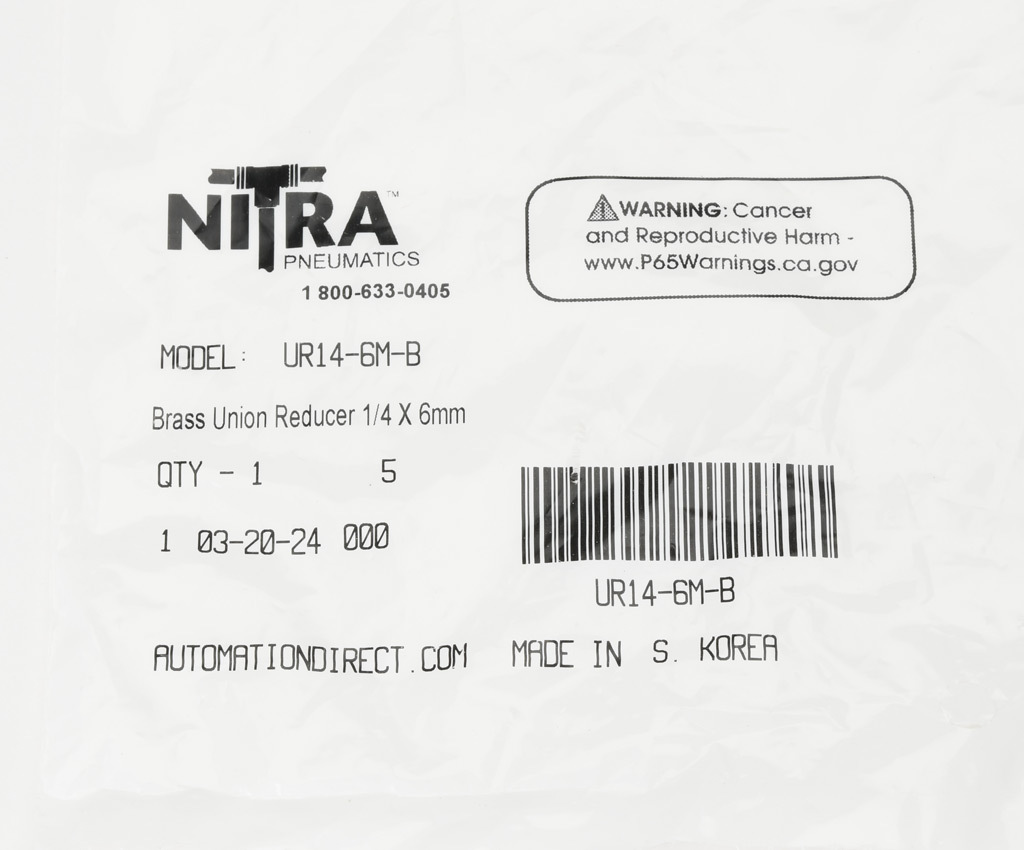 NITRA™
PNEUMATICS
1 800-633-0405
WARNING: Cancer
and Reproductive Harm -
www.P65Warnings.ca.gov
MODEL: UR14-6M-B
Brass Union Reducer 1/4 X 6mm
QTY - 1 5
1 03-20-24 000
UR14-6M-B
AUTOMATIONDIRECT.COM MADE IN S. KOREA